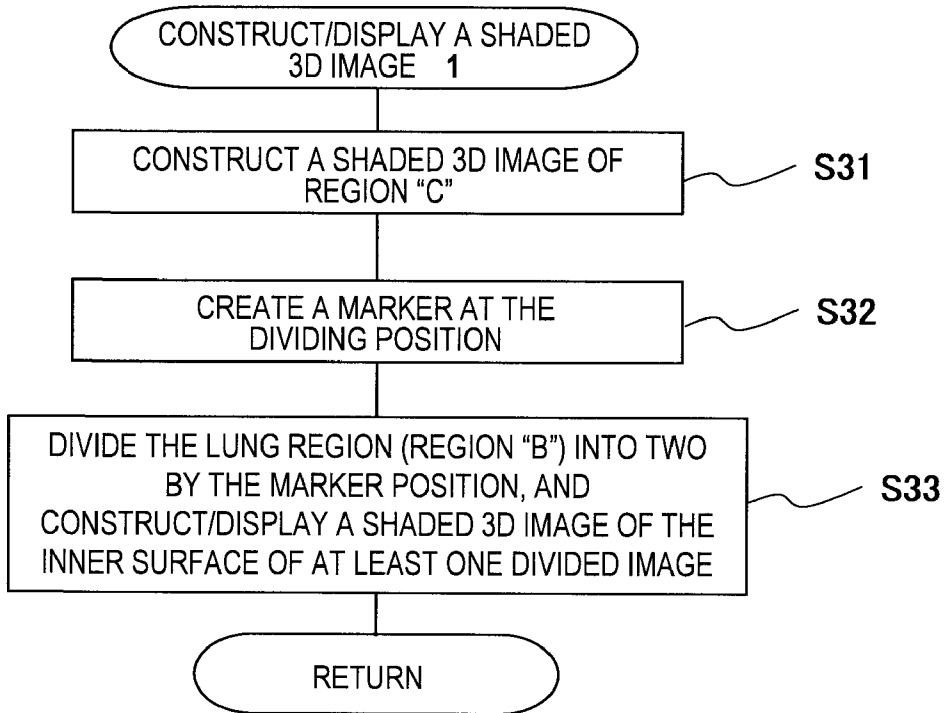 CONSTRUCT/DISPLAY A SHADED
3D IMAGE 1
CONSTRUCT A SHADED 3D IMAGE OF
REGION “C”
S31
CREATE A MARKER AT THE
DIVIDING POSITION
S32
DIVIDE THE LUNG REGION (REGION “B”) INTO TWO
BY THE MARKER POSITION, AND
CONSTRUCT/DISPLAY A SHADED 3D IMAGE OF THE
INNER SURFACE OF AT LEAST ONE DIVIDED IMAGE
S33
RETURN